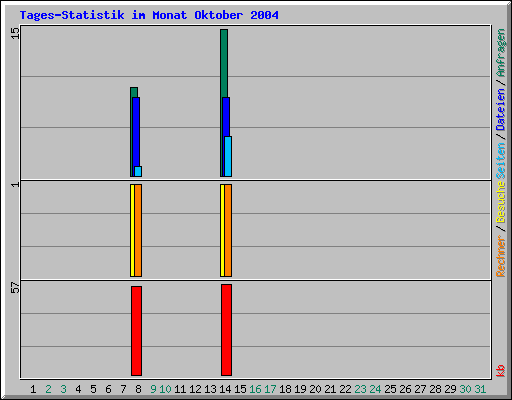 Tages-Statistik im Monat Oktober 2004
15
1
57
Rechner / Besuche Seiten / Dateien / Anfragen
kb
1 2 3 4 5 6 7 8 9 10 11 12 13 14 15 16 17 18 19 20 21 22 23 24 25 26 27 28 29 30 31